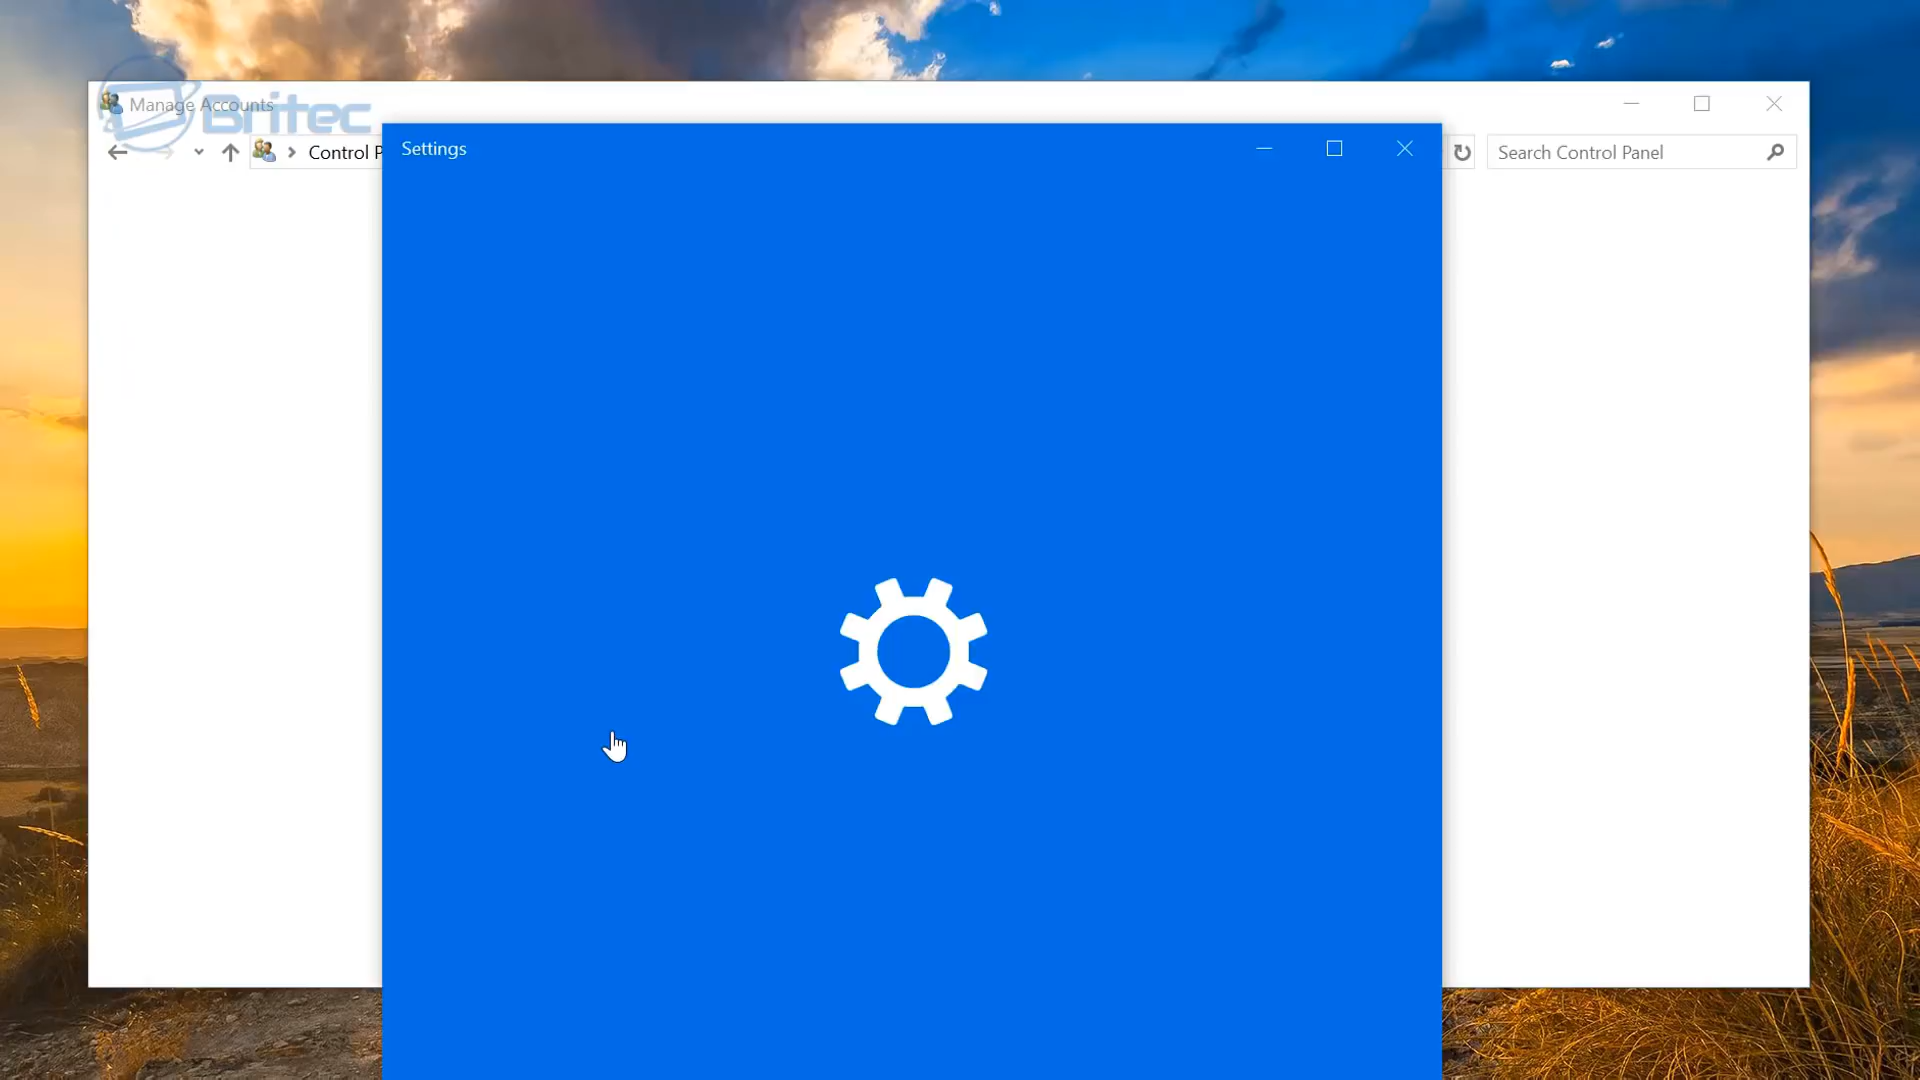 Manage Accounts
Britec
Control P
Settings
Search Control Panel